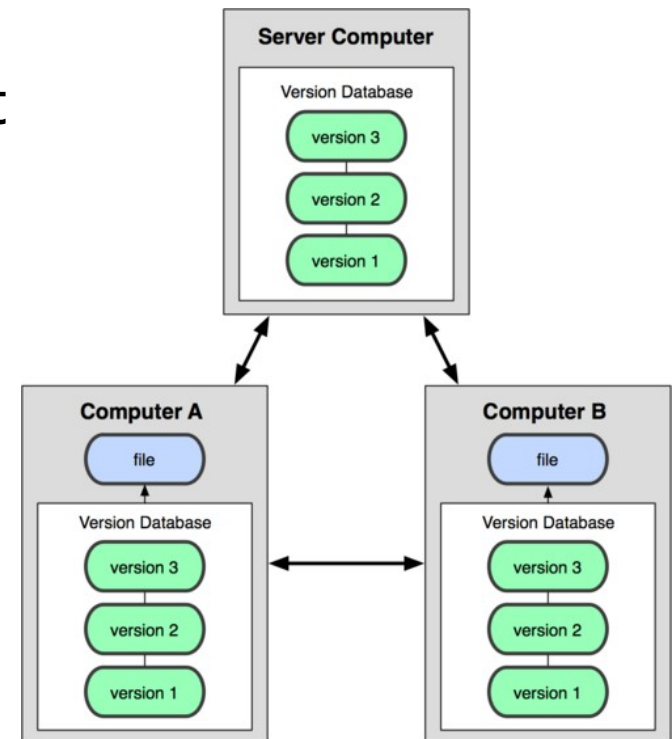 t
Server Computer
Version Database
version 3
version 2
version 1
Computer A
file
Version Database
version 3
version 2
version 1
Computer B
file
Version Database
version 3
version 2
version 1